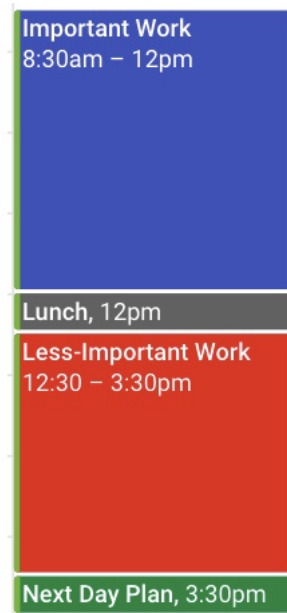 Important Work
8:30am – 12pm
Lunch, 12pm
Less-Important Work
12:30 – 3:30pm
Next Day Plan, 3:30pm